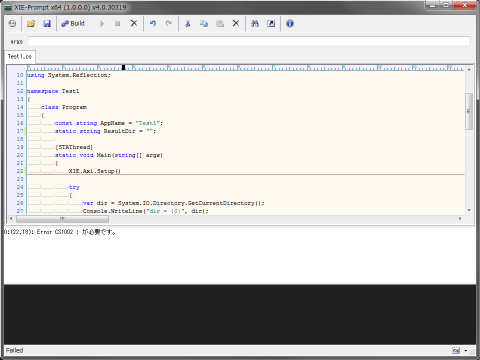 XIE-Prompt x64 (1.0.0.0) v4.0.30319
Build
args
Test1.cs
10 using System.Reflection;
11
12 namespace Test1
13 {
14 class Program
15 {
16 const string AppName = "Test1";
17 static string ResultDir = "";
18
19 [STAThread]
20 static void Main(string[] args)
21 {
22 XIE.Axi.Setup()
23
24 try
25 {
26 var dir = System.IO.Directory.GetCurrentDirectory();
27 Console.WriteLine("dir = {0}", dir);
0:(22,19): Error CS1002 : ; が必要です。
Failed